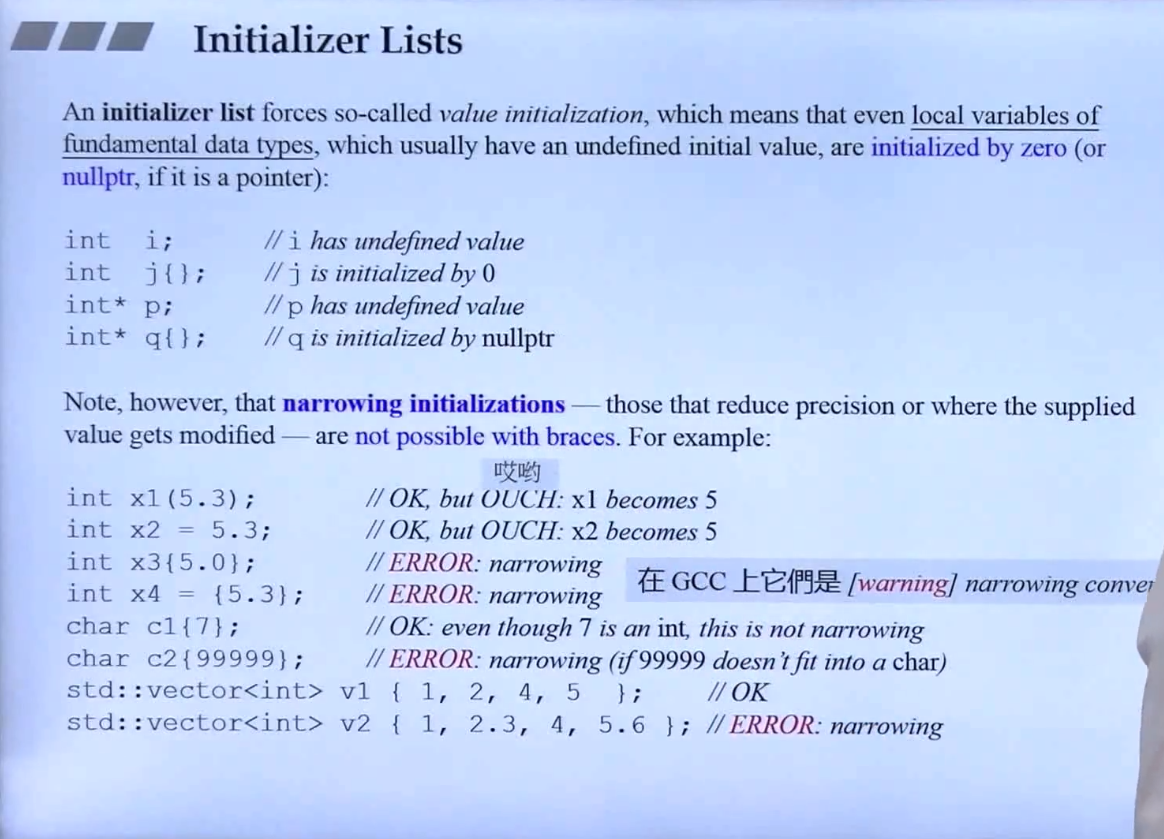 Initializer Lists
An initializer list forces so-called value initialization, which means that even local variables of
fundamental data types, which usually have an undefined initial value, are initialized by zero (or
nullptr, if it is a pointer):
int i; // i has undefined value
int j{}; // j is initialized by 0
int* p; // p has undefined value
int* q{}; // q is initialized by nullptr
Note, however, that narrowing initializations — those that reduce precision or where the supplied
value gets modified — are not possible with braces. For example:
哎哟
int x1(5.3); // OK, but OUCH: x1 becomes 5
int x2 = 5.3; // OK, but OUCH: x2 becomes 5
int x3{5.0}; // ERROR: narrowing
在 GCC 上它們是 [warning] narrowing
int x4 = {5.3}; // ERROR: narrowing
char c1{7}; // OK: even though 7 is an int, this is not narrowing
char c2{99999}; // ERROR: narrowing (if 99999 doesn't fit into a char)
std::vector<int> v1 { 1, 2, 4, 5 }; // OK
std::vector<int> v2 { 1, 2.3, 4, 5.6 }; // ERROR: narrowing